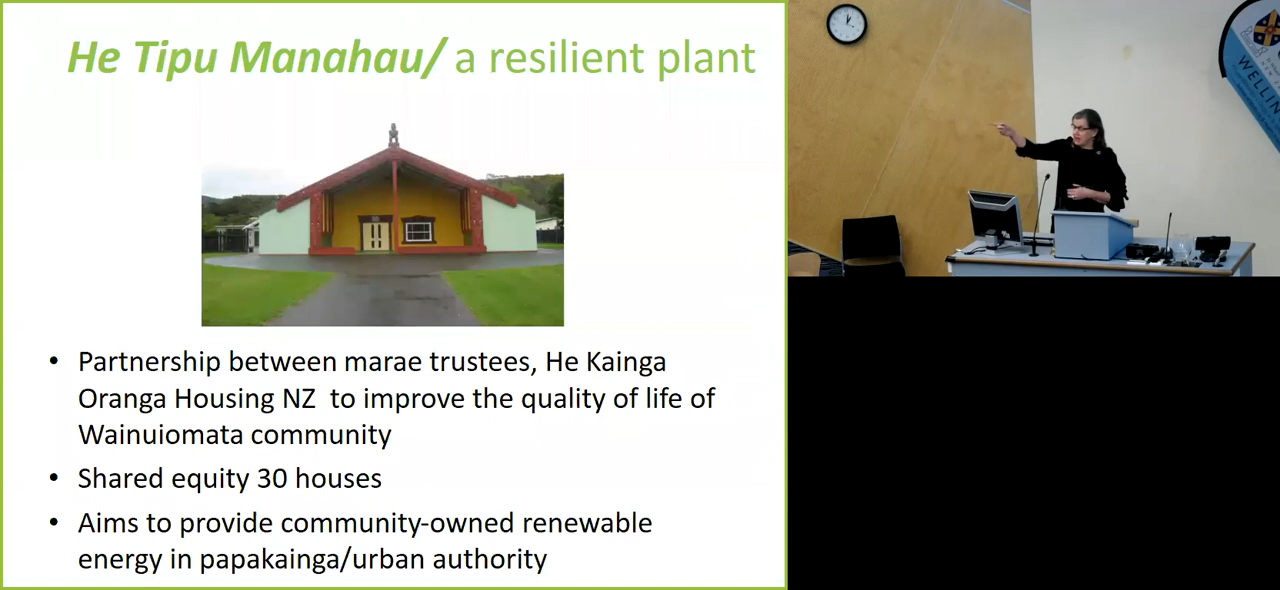 He Tipu Manahau/ a resilient plant
• Partnership between marae trustees, He Kainga
Oranga Housing NZ  to improve the quality of life of
Wainuiomata community
• Shared equity 30 houses
• Aims to provide community-owned renewable
energy in papakainga/urban authority
WELLIN